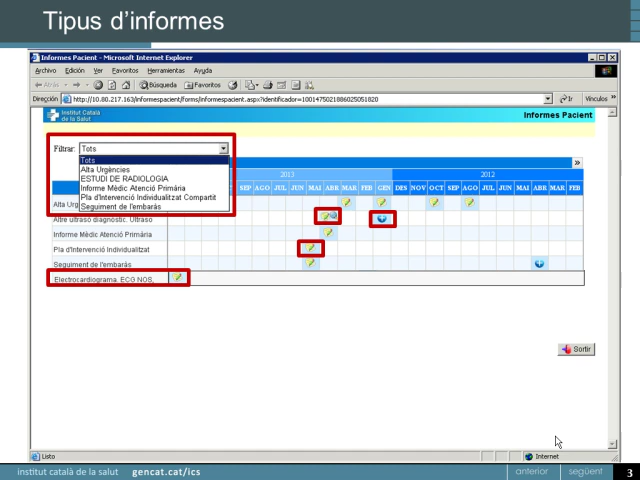 Tipus d'informes
Informes Pacient - Microsoft Internet Explorer
Archivo Edición Ver Favoritos Herramientas Ayuda
Atrás Búsqueda Favoritos
Dirección http://10.80.217.163/informespacient/forms/informespacient.aspx?identificador=1001475021886025051820 Ir Vínculos »
Institut Català
de la Salut
Informes Pacient
Filtrar: Tots
Tots
Alta Urgències
ESTUDI DE RADIOLOGIA
Informe Mèdic Atenció Primària
Pla d'Intervenció Individualitzat Compartit
Seguiment de l'embaràs
»
2013 2012
SEP AGO JUL JUN MAI ABR MAR FEB GEN DES NOV OCT SEP AGO JUL JUN MAI ABR MAR FEB
Alta Urg
Altre ultraso diagnòstic. Ultraso
Informe Mèdic Atenció Primària
Pla d'Intervenció Individualitzat
Seguiment de l'embaràs
Electrocardiograma. ECG NOS,
Sortir
Listo Internet
institut català de la salut gencat.cat/ics anterior següent 3